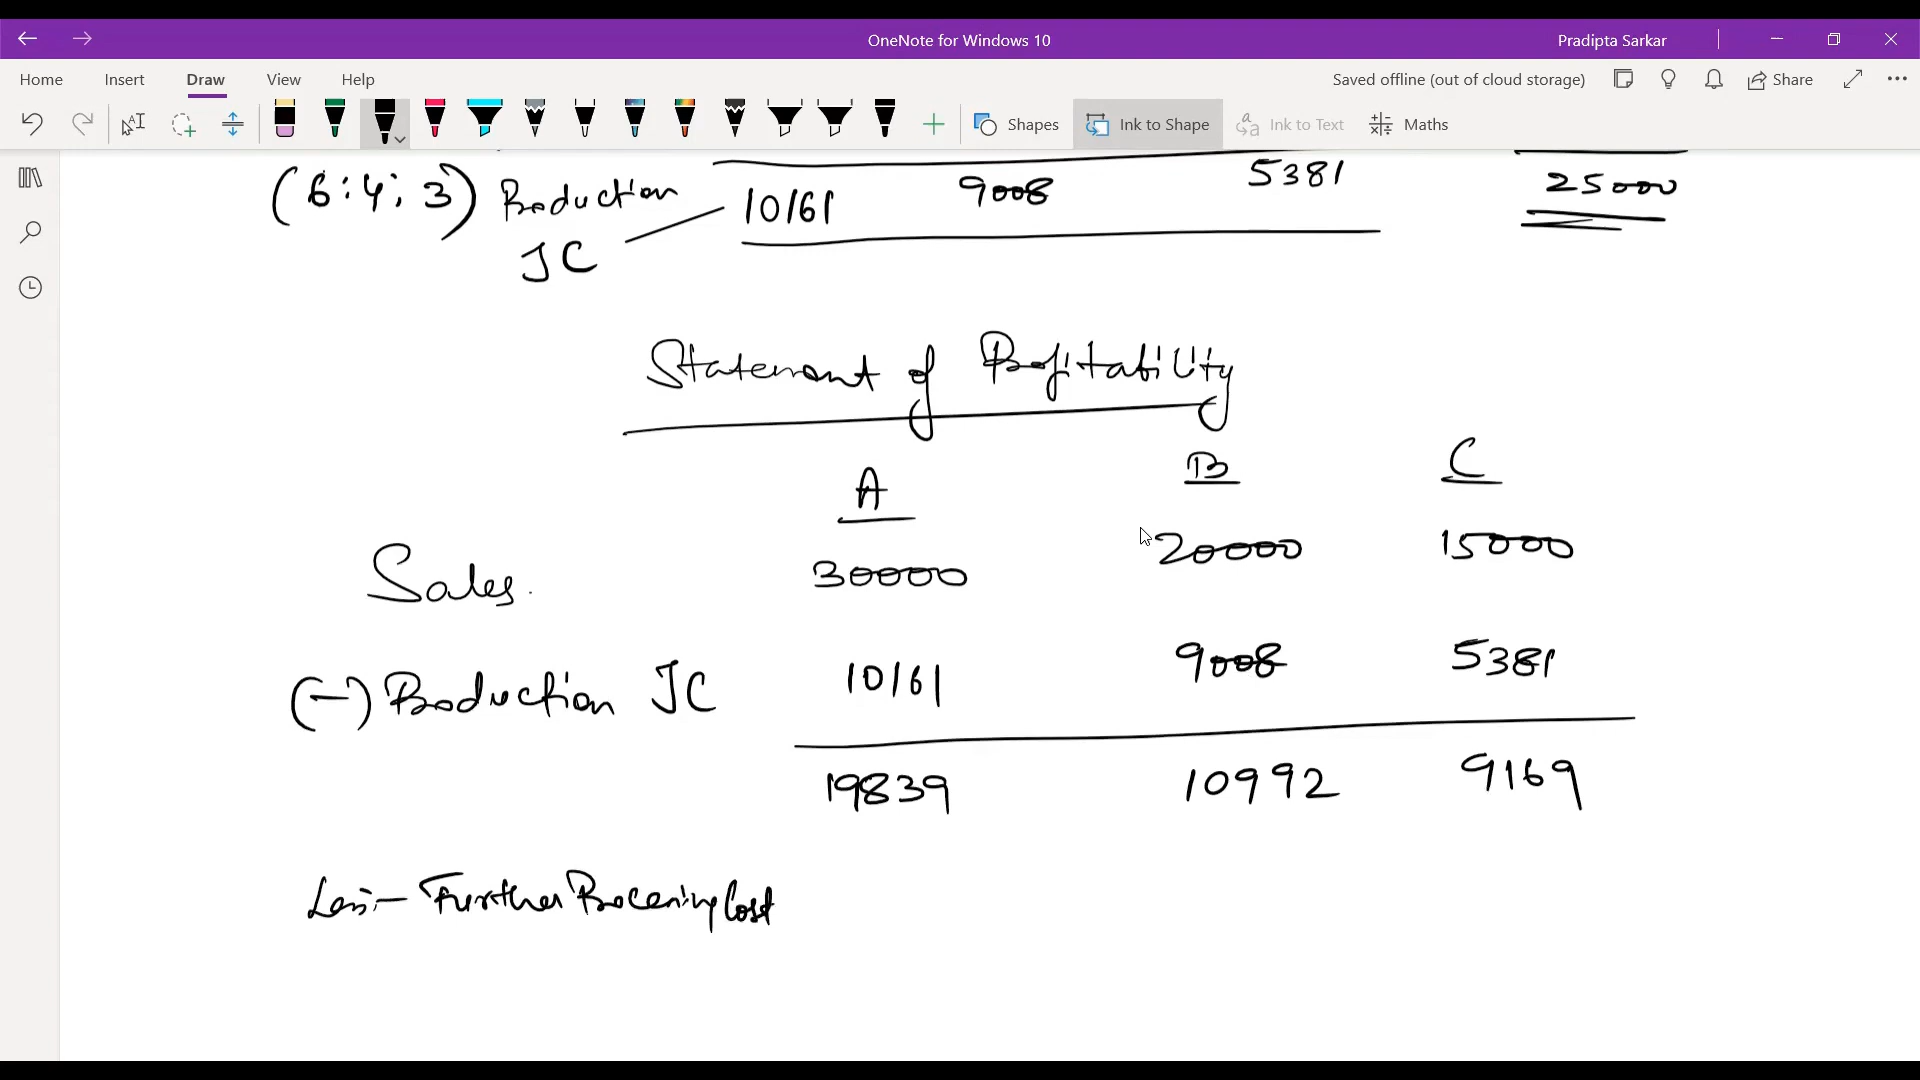 OneNote for Windows 10
Pradipta Sarkar
Home Insert Draw View Help
Saved offline (out of cloud storage) Share
Shapes Ink to Shape Ink to Text Maths
(6:4:3) Production 10161 9008 5381 25000
JC
Statement of Profitability
A B C
Sales. 30000 20000 15000
(-) Production JC 10161 9008 5381
19839 10992 9169
Less:- Further Processing Cost